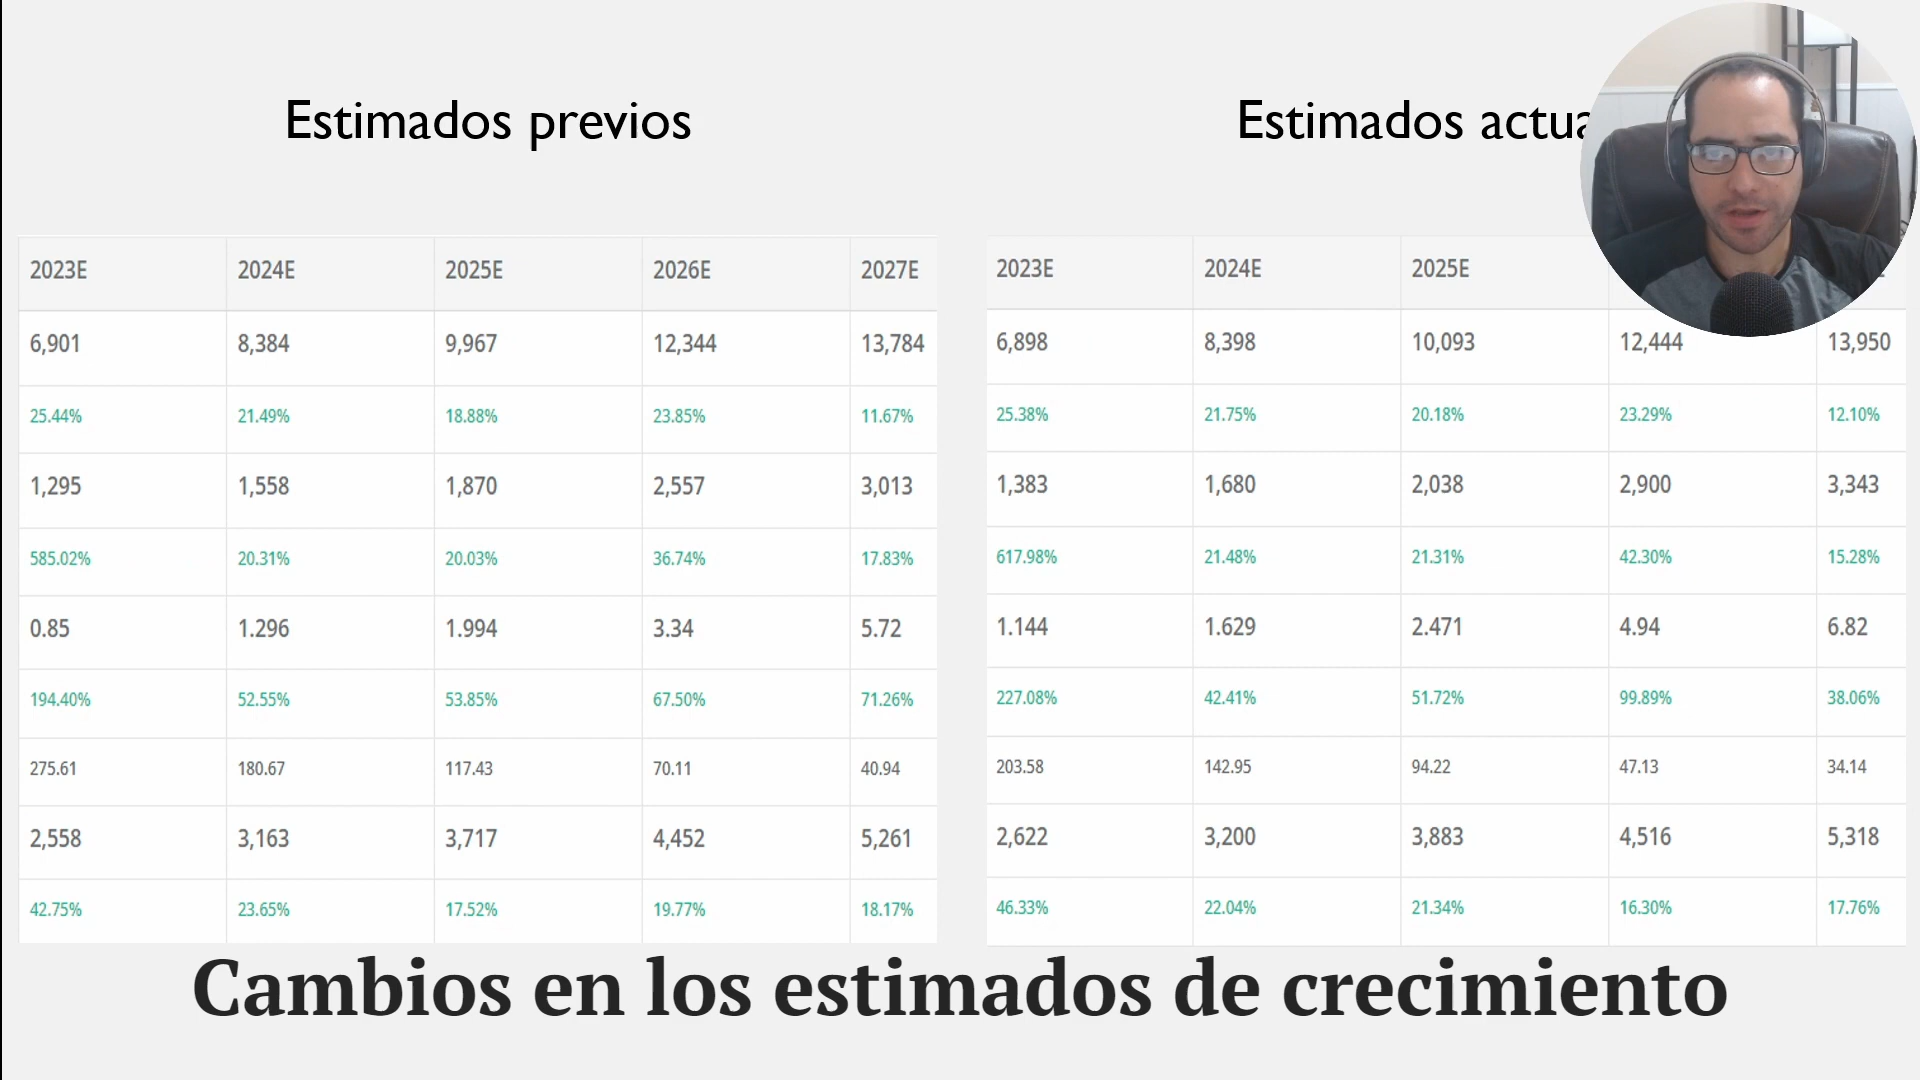 Estimados previos
2023E 2024E 2025E 2026E 2027E
6,901 8,384 9,967 12,344 13,784
25.44% 21.49% 18.88% 23.85% 11.67%
1,295 1,558 1,870 2,557 3,013
585.02% 20.31% 20.03% 36.74% 17.83%
0.85 1.296 1.994 3.34 5.72
194.40% 52.55% 53.85% 67.50% 71.26%
275.61 180.67 117.43 70.11 40.94
2,558 3,163 3,717 4,452 5,261
42.75% 23.65% 17.52% 19.77% 18.17%
Estimados
2023E 2024E 2025E
6,898 8,398 10,093 12,444 13,950
25.38% 21.75% 20.18% 23.29% 12.10%
1,383 1,680 2,038 2,900 3,343
617.98% 21.48% 21.31% 42.30% 15.28%
1.144 1.629 2.471 4.94 6.82
227.08% 42.41% 51.72% 99.89% 38.06%
203.58 142.95 94.22 47.13 34.14
2,622 3,200 3,883 4,516 5,318
46.33% 22.04% 21.34% 16.30% 17.76%
Cambios en los estimados de crecimiento